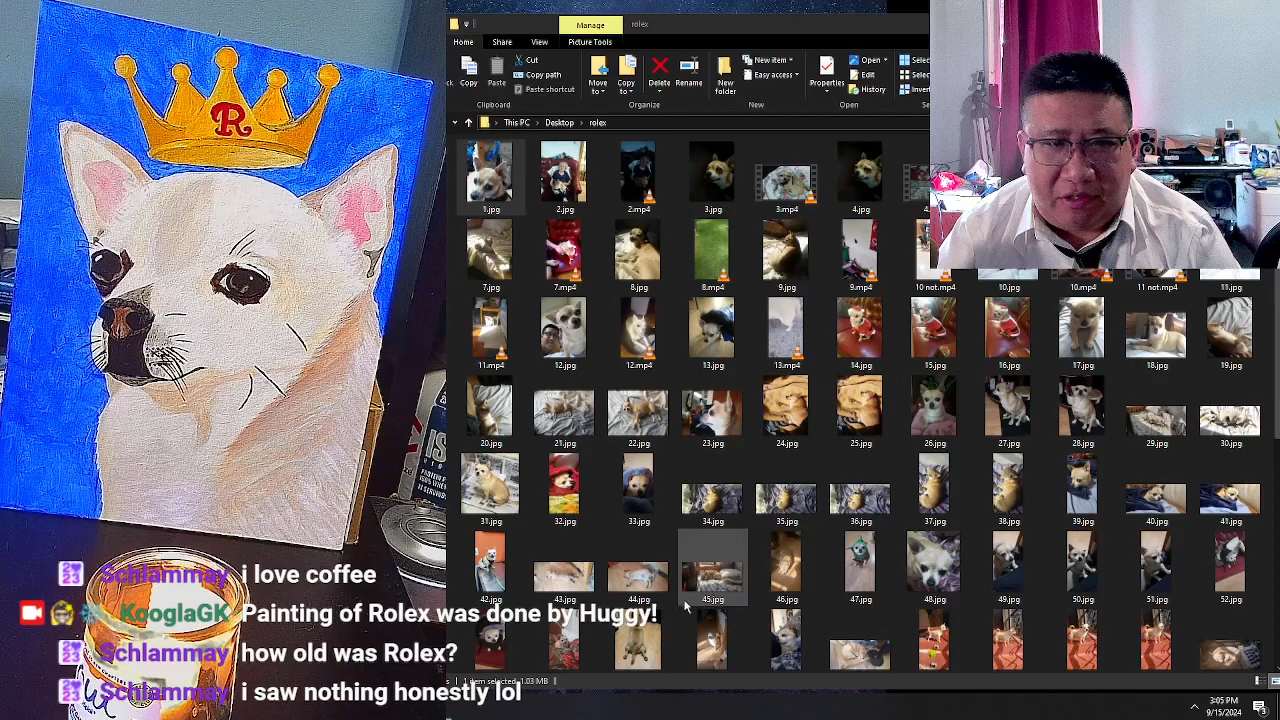 Manage
rolex
Home
Share
View
Picture Tools
Copy
Paste
Cut
Copy path
Paste shortcut
Move to
Copy to
Delete
Rename
New folder
New item
Easy access
Properties
Open
Edit
History
Clipboard
Organize
New
Open
This PC
Desktop
rolex
R
1.jpg
2.jpg
2.mp4
3.jpg
3.mp4
4.jpg
7.jpg
7.mp4
8.jpg
8.mp4
9.jpg
9.mp4
10 not.mp4
10.jpg
10.mp4
11 not.mp4
11.jpg
11.mp4
12.jpg
12.mp4
13.jpg
13.mp4
14.jpg
15.jpg
16.jpg
17.jpg
18.jpg
19.jpg
20.jpg
21.jpg
22.jpg
23.jpg
24.jpg
25.jpg
26.jpg
27.jpg
28.jpg
29.jpg
30.jpg
31.jpg
32.jpg
33.jpg
34.jpg
35.jpg
36.jpg
37.jpg
38.jpg
39.jpg
40.jpg
41.jpg
42.jpg
43.jpg
44.jpg
45.jpg
46.jpg
47.jpg
48.jpg
49.jpg
50.jpg
51.jpg
52.jpg
Schlammay i love coffee
KooglaGK Painting of Rolex was done by Huggy!
Schlammay how old was Rolex?
Schlammay i saw nothing honestly lol
1 item selected 1.03 MB
3:05 PM
9/15/2024